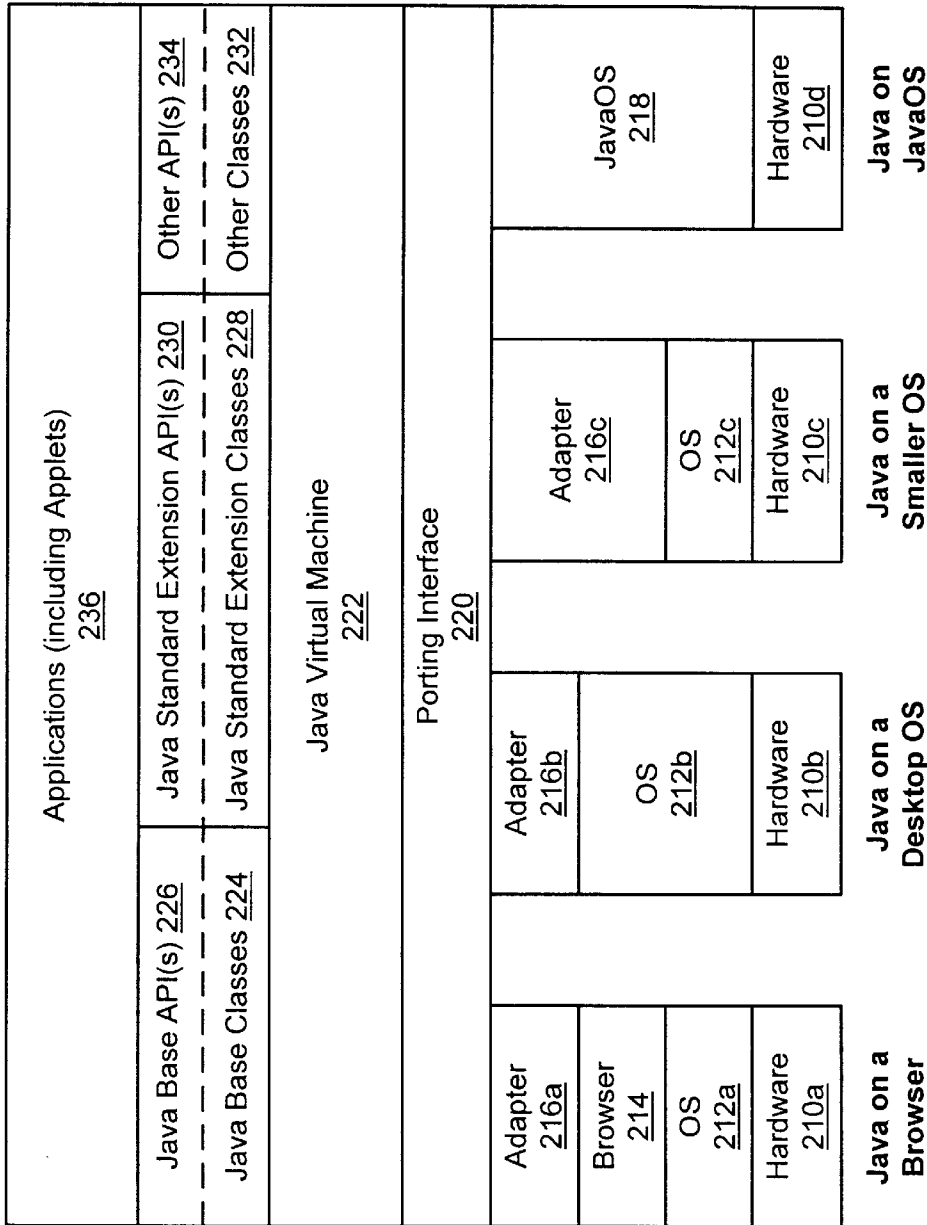 Applications (including Applets)
236
Java Base API(s) 226
Java Standard Extension API(s) 230
Other API(s) 234
Java Base Classes 224
Java Standard Extension Classes 228
Other Classes 232
Java Virtual Machine
222
Porting Interface
220
Adapter
216a
Browser
214
OS
212a
Hardware
210a
Java on a
Browser
Adapter
216b
OS
212b
Hardware
210b
Java on a
Desktop OS
Adapter
216c
OS
212c
Hardware
210c
Java on a
Smaller OS
JavaOS
218
Hardware
210d
Java on
JavaOS